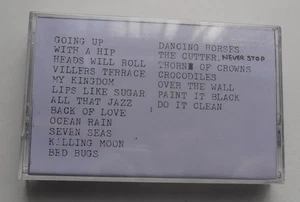 GOING UP
WITH A HIP
HEADS WILL ROLL
VILLERS TERRACE
MY KINGDOM
LIPS LIKE SUGAR
ALL THAT JAZZ
BACK OF LOVE
OCEAN RAIN
SEVEN SEAS
KILLING MOON
BED BUGS
DANCING HORSES
THE CUTTER, NEVER STOP
THORN OF CROWNS
CROCODILES
OVER THE WALL
PAINT IT BLACK
DO IT CLEAN